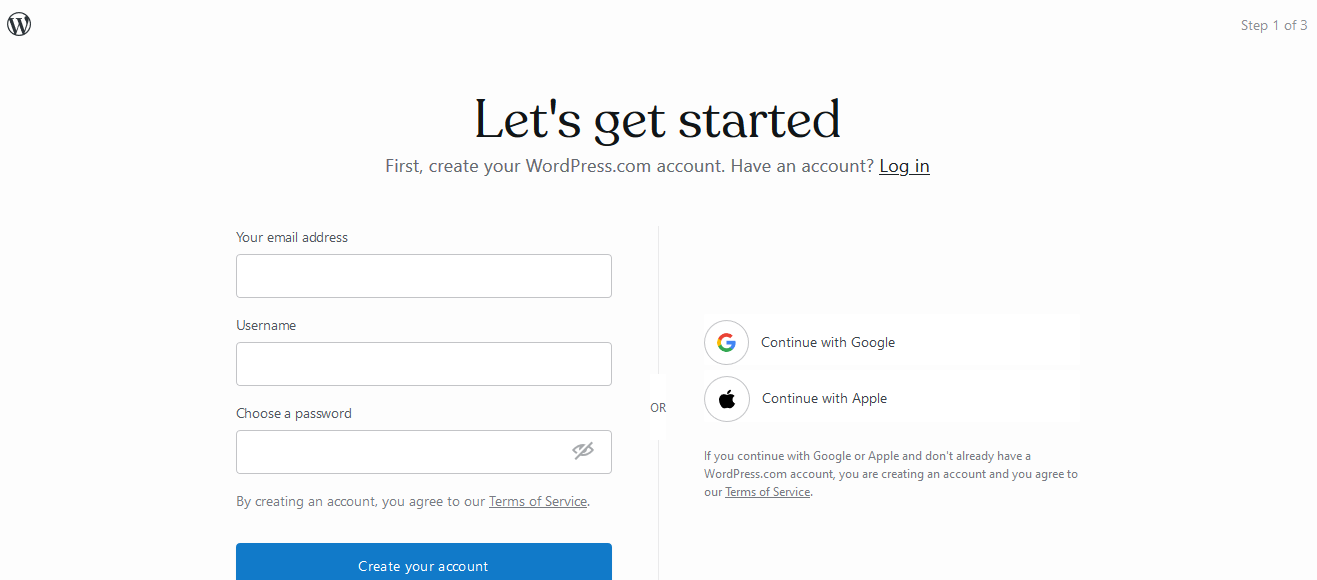 Step 1 of 3
Let's get started
First, create your WordPress.com account. Have an account? Log in
Your email address
Username
Choose a password
By creating an account, you agree to our Terms of Service.
Create your account
OR
Continue with Google
Continue with Apple
If you continue with Google or Apple and don't already have a
WordPress.com account, you are creating an account and you agree to
our Terms of Service.